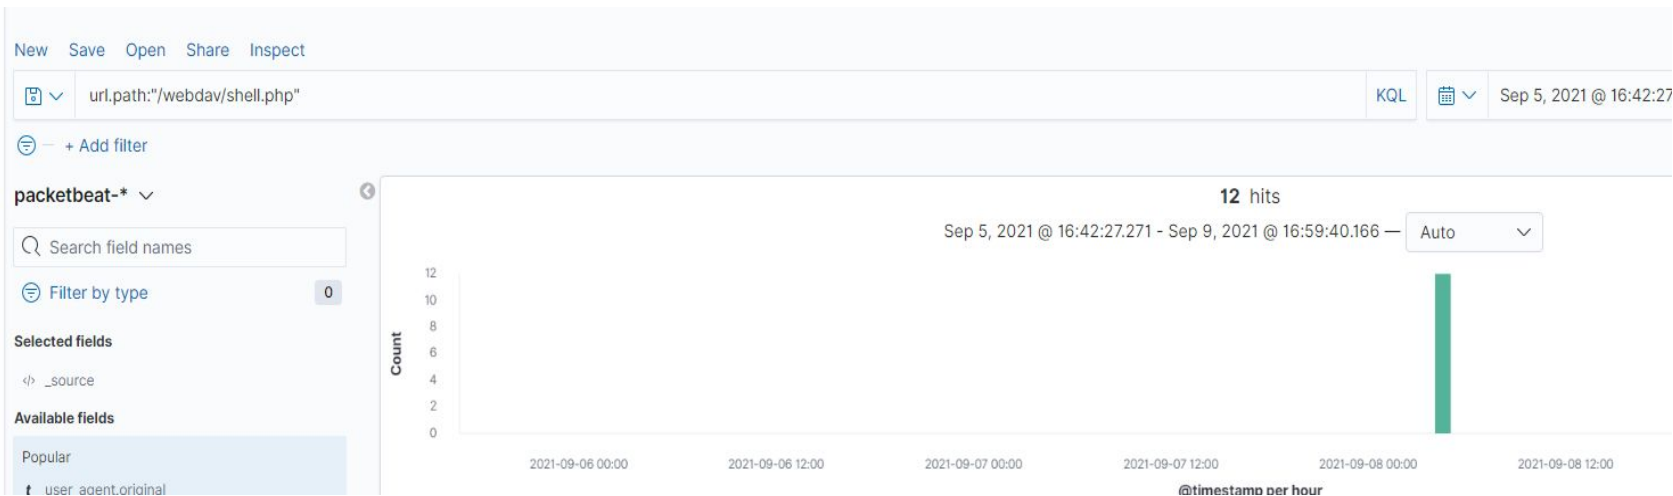 New Save Open Share Inspect
url.path:"/webdav/shell.php" KQL Sep 5, 2021 @ 16:42:27
+ Add filter
packetbeat-*
Search field names
Filter by type 0
Selected fields
</> _source
Available fields
Popular
t user_agent.original
12 hits
Sep 5, 2021 @ 16:42:27.271 - Sep 9, 2021 @ 16:59:40.166 — Auto
Count
12
10
8
6
4
2
0
2021-09-06 00:00 2021-09-06 12:00 2021-09-07 00:00 2021-09-07 12:00 2021-09-08 00:00 2021-09-08 12:00
@timestamp per hour